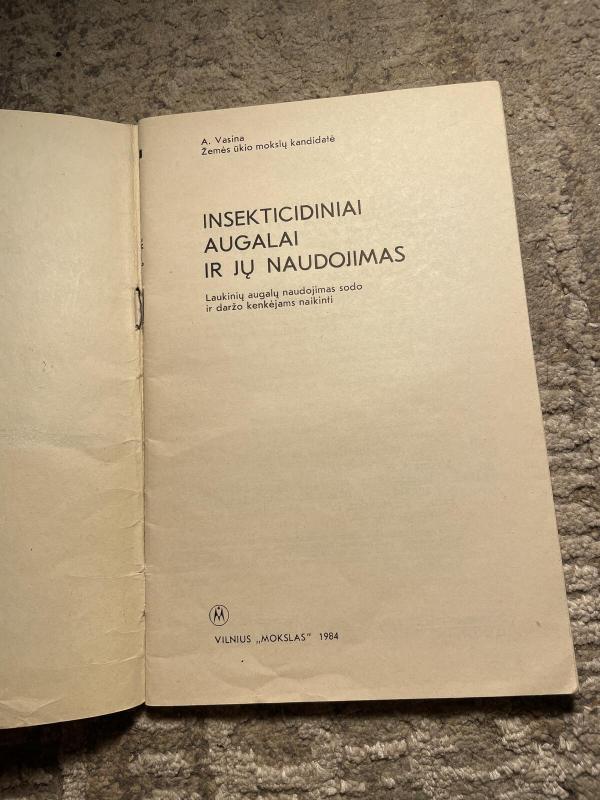 A. Vasina
Žemės ūkio mokslų kandidatė
INSEKTICIDINIAI
AUGALAI
IR JŲ NAUDOJIMAS
Laukinių augalų naudojimas sodo
ir daržo kenkėjams naikinti
VILNIUS „MOKSLAS" 1984